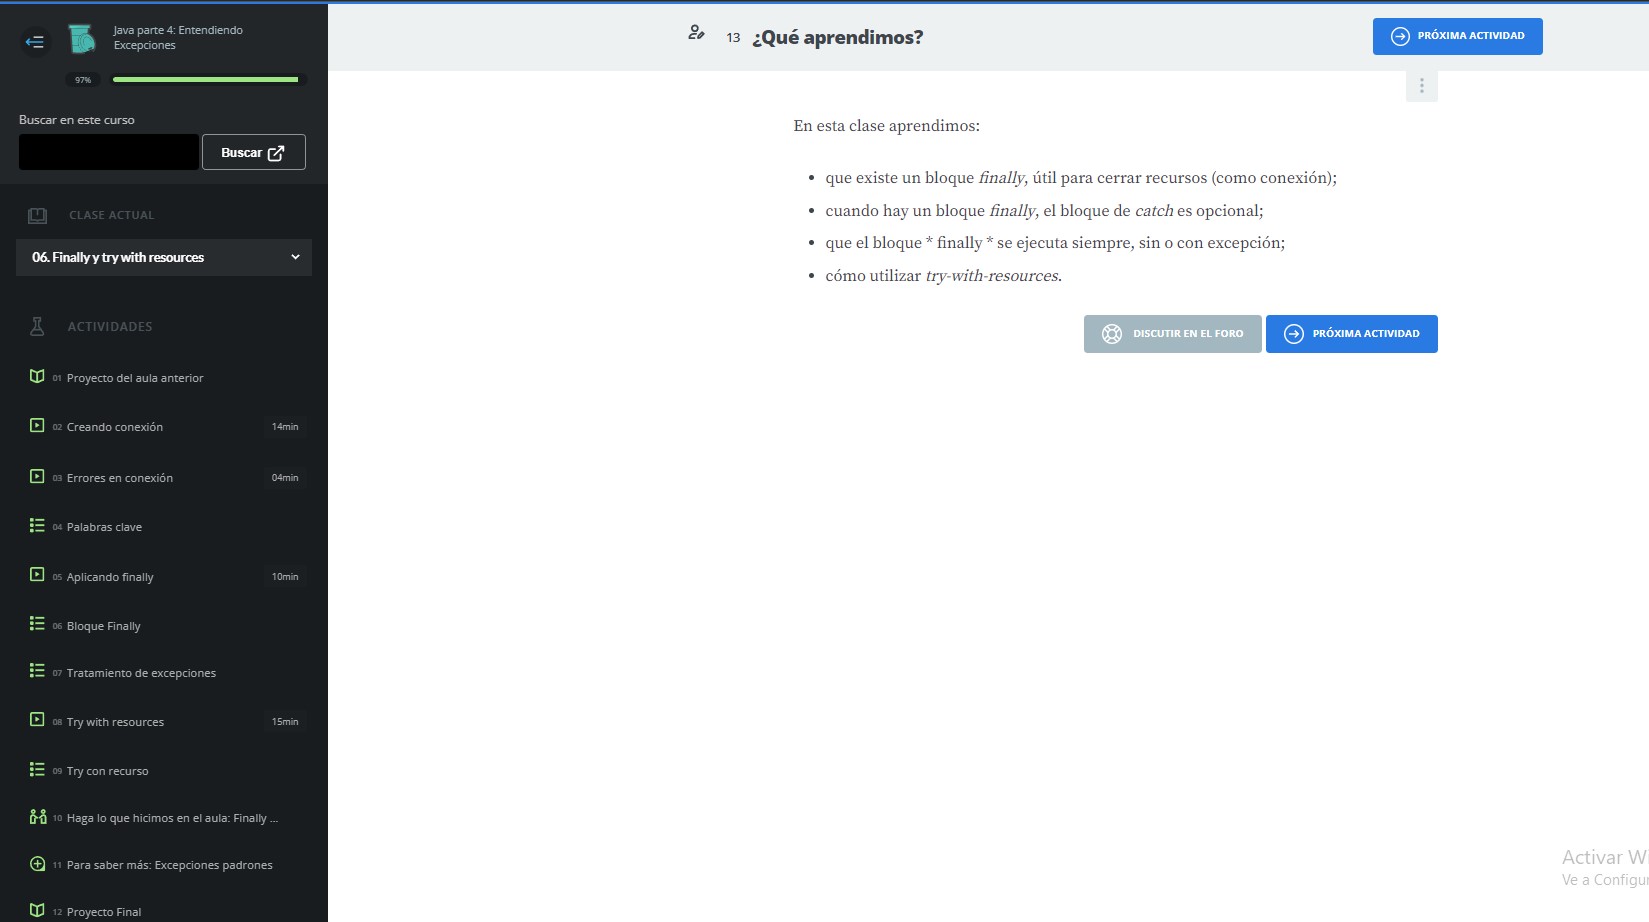 Java parte 4: Entendiendo
Excepciones
97%
Buscar en este curso
Buscar
CLASE ACTUAL
06. Finally y try with resources
ACTIVIDADES
01 Proyecto del aula anterior
02 Creando conexión 14min
03 Errores en conexión 04min
04 Palabras clave
05 Aplicando finally 10min
06 Bloque Finally
07 Tratamiento de excepciones
08 Try with resources 15min
09 Try con recurso
10 Haga lo que hicimos en el aula: Finally ...
11 Para saber más: Excepciones padrones
12 Proyecto Final
13 ¿Qué aprendimos?
PRÓXIMA ACTIVIDAD
En esta clase aprendimos:
• que existe un bloque finally, útil para cerrar recursos (como conexión);
• cuando hay un bloque finally, el bloque de catch es opcional;
• que el bloque * finally * se ejecuta siempre, sin o con excepción;
• cómo utilizar try-with-resources.
DISCUTIR EN EL FORO
PRÓXIMA ACTIVIDAD
Activar Wi
Ve a Configur